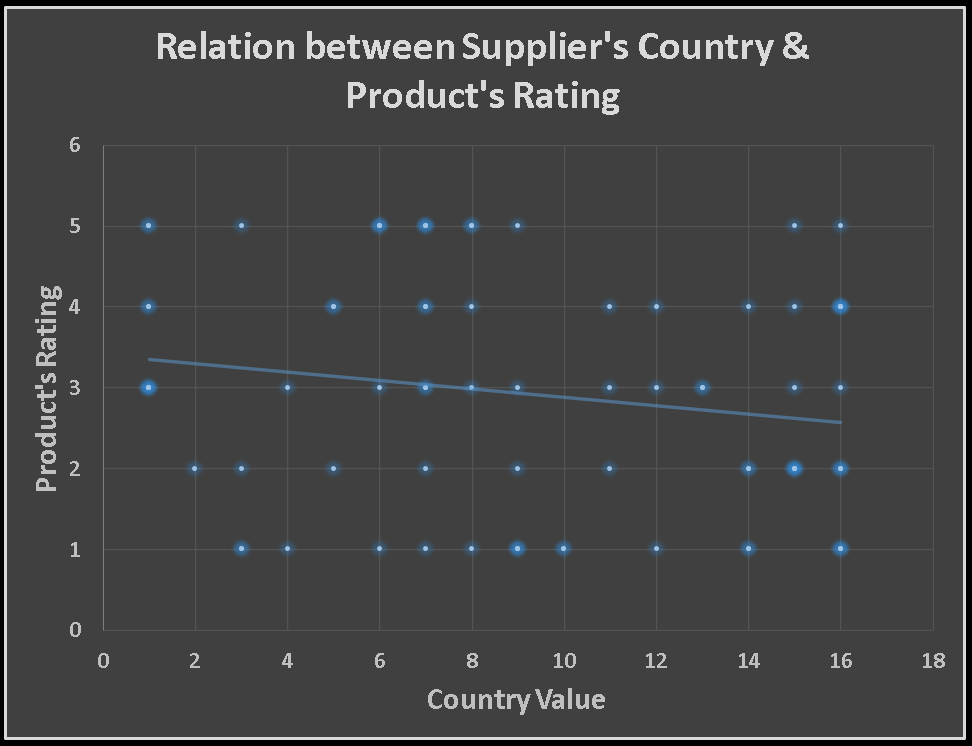 Relation between Supplier's Country &
Product's Rating
6
5
4
3
2
1
0
Product's Rating
0 2 4 6 8 10 12 14 16 18
Country Value